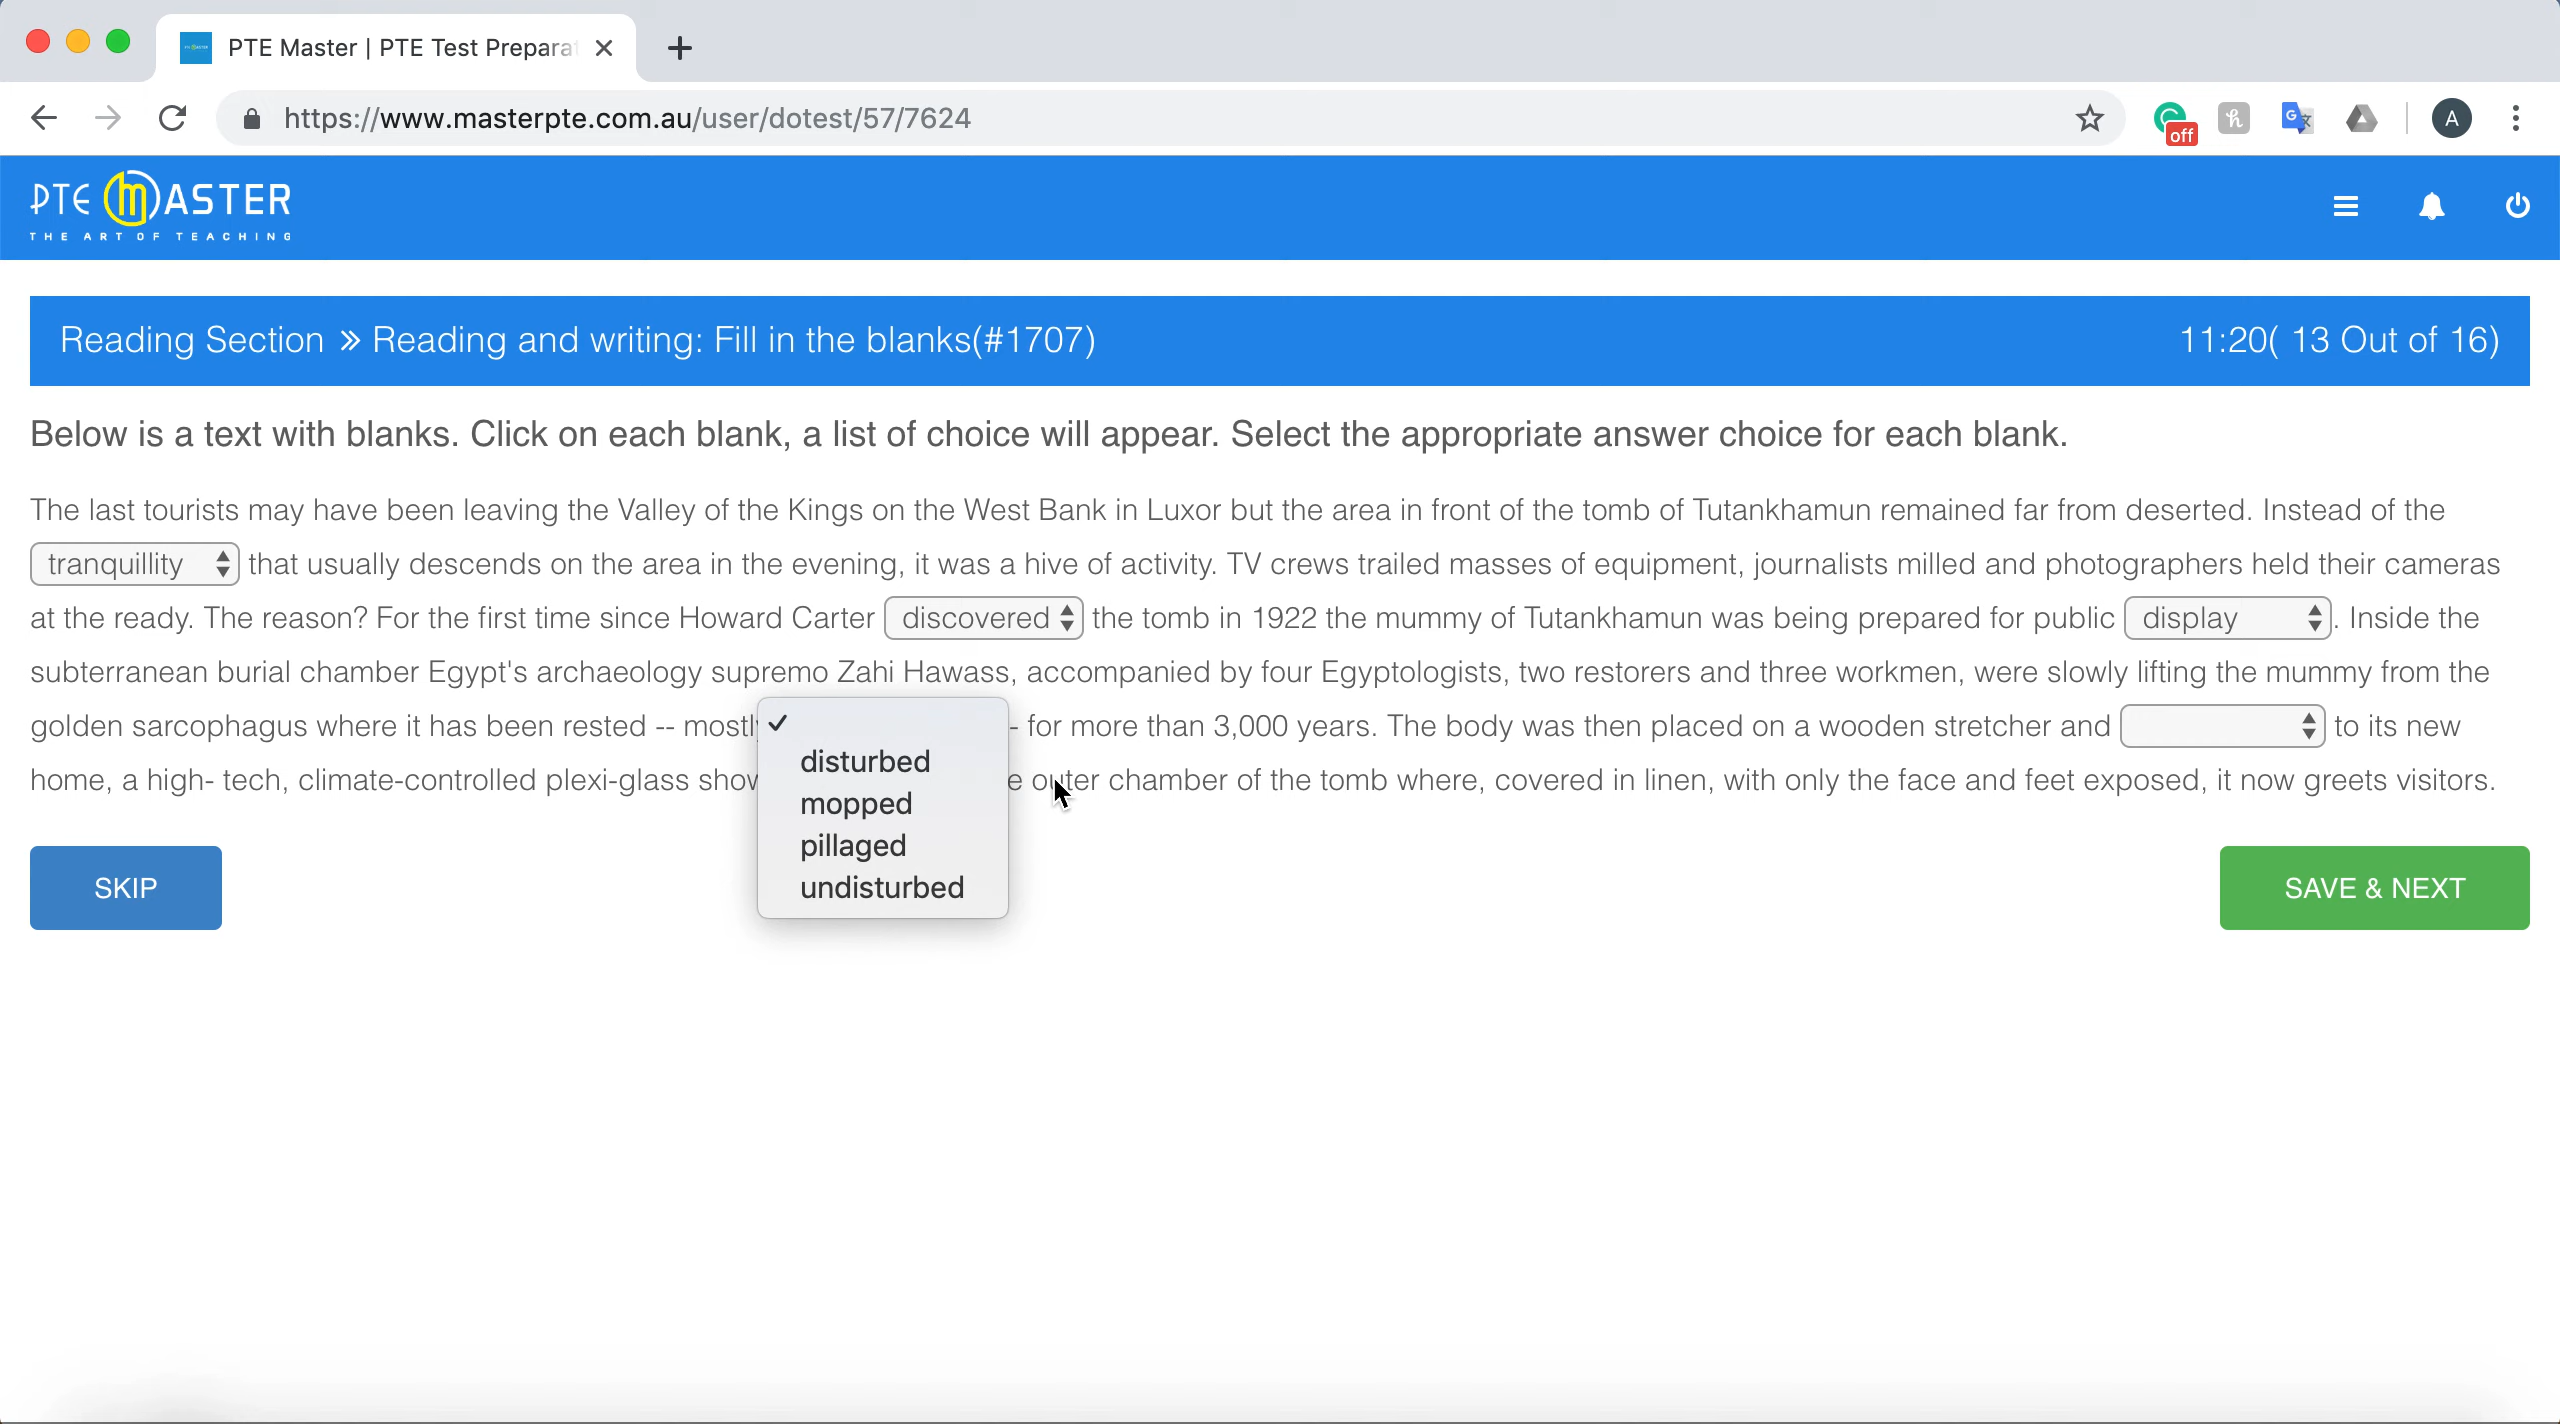 PTE Master | PTE Test Prepara
https://www.masterpte.com.au/user/dotest/57/7624
off
A
PTE MASTER
THE ART OF TEACHING
Reading Section » Reading and writing: Fill in the blanks(#1707) 11:20( 13 Out of 16)
Below is a text with blanks. Click on each blank, a list of choice will appear. Select the appropriate answer choice for each blank.
The last tourists may have been leaving the Valley of the Kings on the West Bank in Luxor but the area in front of the tomb of Tutankhamun remained far from deserted. Instead of the
tranquillity that usually descends on the area in the evening, it was a hive of activity. TV crews trailed masses of equipment, journalists milled and photographers held their cameras
at the ready. The reason? For the first time since Howard Carter discovered the tomb in 1922 the mummy of Tutankhamun was being prepared for public display. Inside the
subterranean burial chamber Egypt's archaeology supremo Zahi Hawass, accompanied by four Egyptologists, two restorers and three workmen, were slowly lifting the mummy from the
golden sarcophagus where it has been rested -- mostly - for more than 3,000 years. The body was then placed on a wooden stretcher and to its new
home, a high- tech, climate-controlled plexi-glass outer chamber of the tomb where, covered in linen, with only the face and feet exposed, it now greets visitors.
disturbed
mopped
pillaged
undisturbed
SKIP
SAVE & NEXT